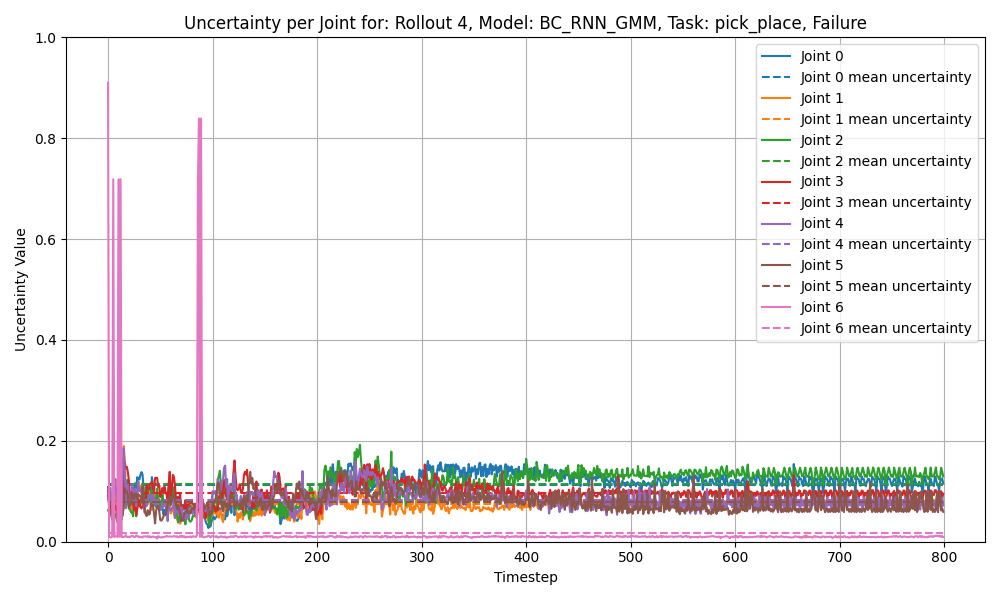 Uncertainty per Joint for: Rollout 4, Model: BC_RNN_GMM, Task: pick_place, Failure
Uncertainty Value
1.0
0.8
0.6
0.4
0.2
0.0
Joint 0
Joint 0 mean uncertainty
Joint 1
Joint 1 mean uncertainty
Joint 2
Joint 2 mean uncertainty
Joint 3
Joint 3 mean uncertainty
Joint 4
Joint 4 mean uncertainty
Joint 5
Joint 5 mean uncertainty
Joint 6
Joint 6 mean uncertainty
0 100 200 300 400 500 600 700 800
Timestep